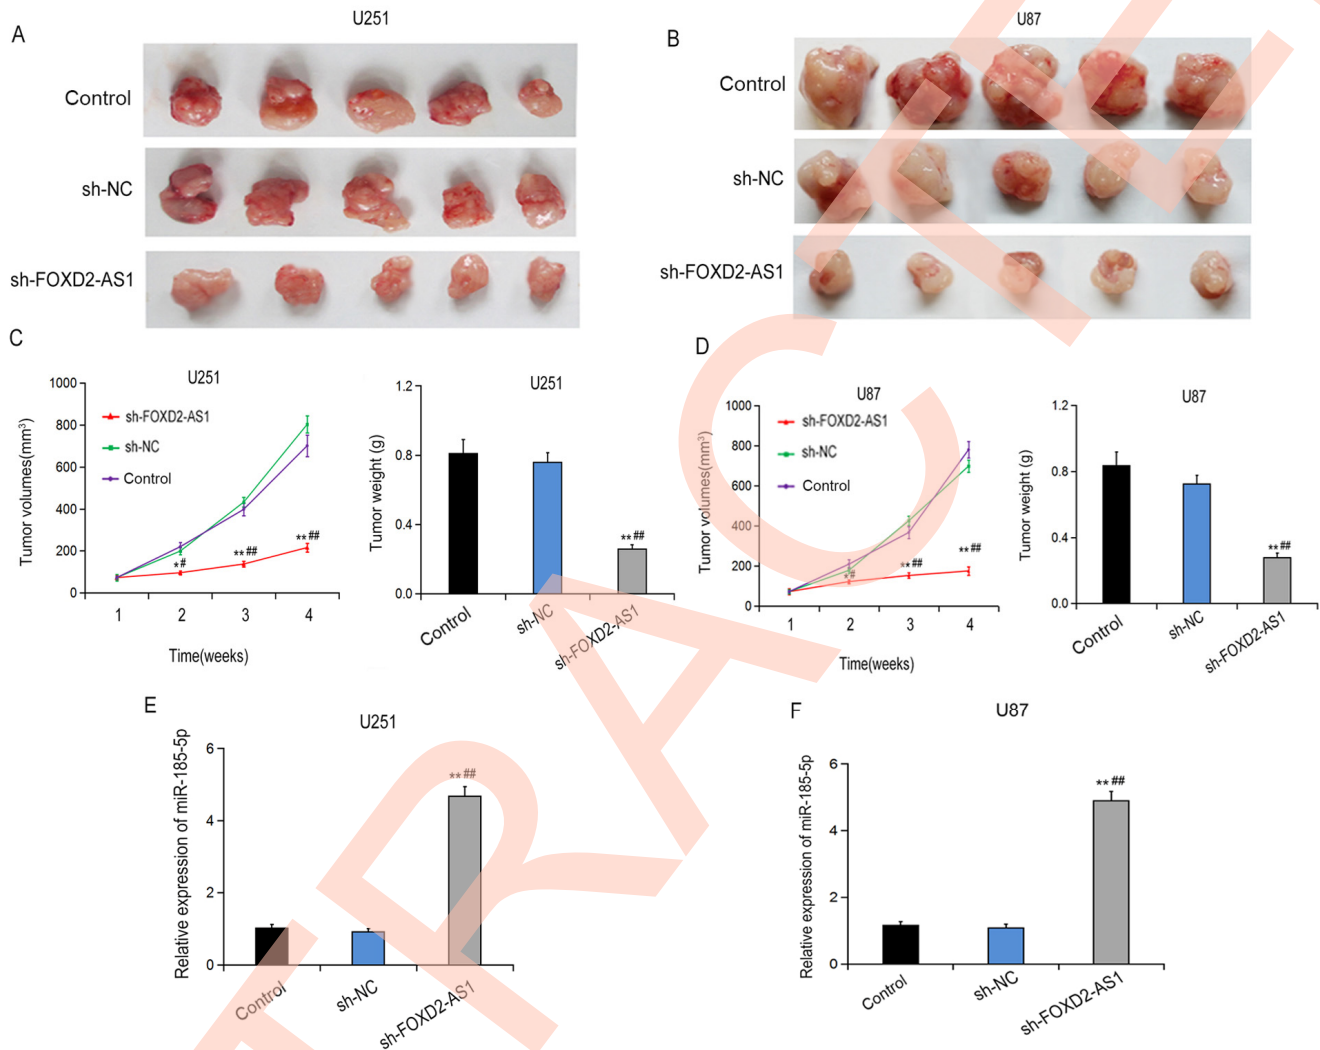 A
U251
Control
sh-NC
sh-FOXD2-AS1
B
U87
Control
sh-NC
sh-FOXD2-AS1
C
U251
Tumor volumes(mm³)
1000
800
600
400
200
0
sh-FOXD2-AS1
sh-NC
Control
*#
**##
**##
1 2 3 4
Time(weeks)
U251
Tumor weight (g)
1.2
0.8
0.4
0.0
**##
Control
sh-NC
sh-FOXD2-AS1
D
U87
Tumor volumes(mm³)
1000
800
600
400
200
0
sh-FOXD2-AS1
sh-NC
Control
*#
**##
**##
1 2 3 4
Time(weeks)
U87
Tumor weight (g)
1.2
0.8
0.4
0.0
**##
Control
sh-NC
sh-FOXD2-AS1
E
U251
Relative expression of miR-185-5p
6
4
2
0
**##
Control
sh-NC
sh-FOXD2-AS1
F
U87
Relative expression of miR-185-5p
6
4
2
0
**##
Control
sh-NC
sh-FOXD2-AS1